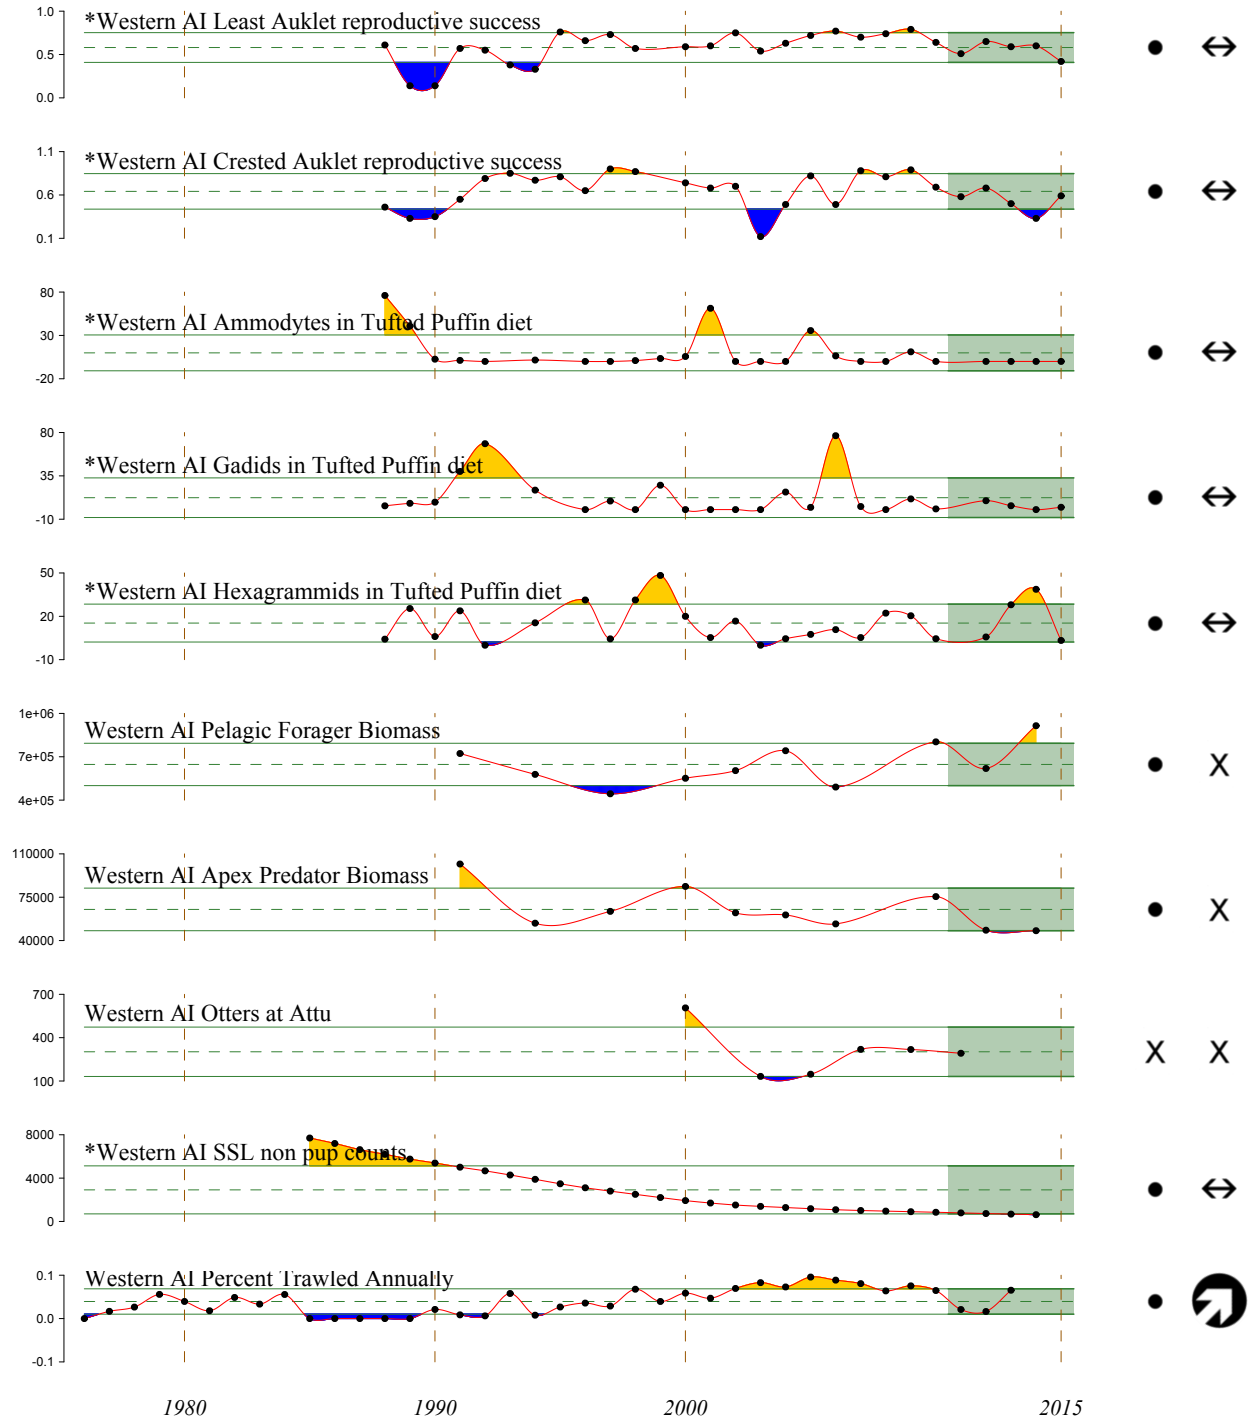 *Western AI Least Auklet reproductive success
1.0
0.5
0.0
*Western AI Crested Auklet reproductive success
1.1
0.6
0.1
*Western AI Ammodytes in Tufted Puffin diet
80
30
-20
*Western AI Gadids in Tufted Puffin diet
80
35
-10
*Western AI Hexagrammids in Tufted Puffin diet
50
20
-10
Western AI Pelagic Forager Biomass
1e+06
7e+05
4e+05
X
Western AI Apex Predator Biomass
110000
75000
40000
X
Western AI Otters at Attu
700
400
100
X X
*Western AI SSL non pup counts
8000
4000
0
Western AI Percent Trawled Annually
0.1
0.0
-0.1
1980 1990 2000 2015